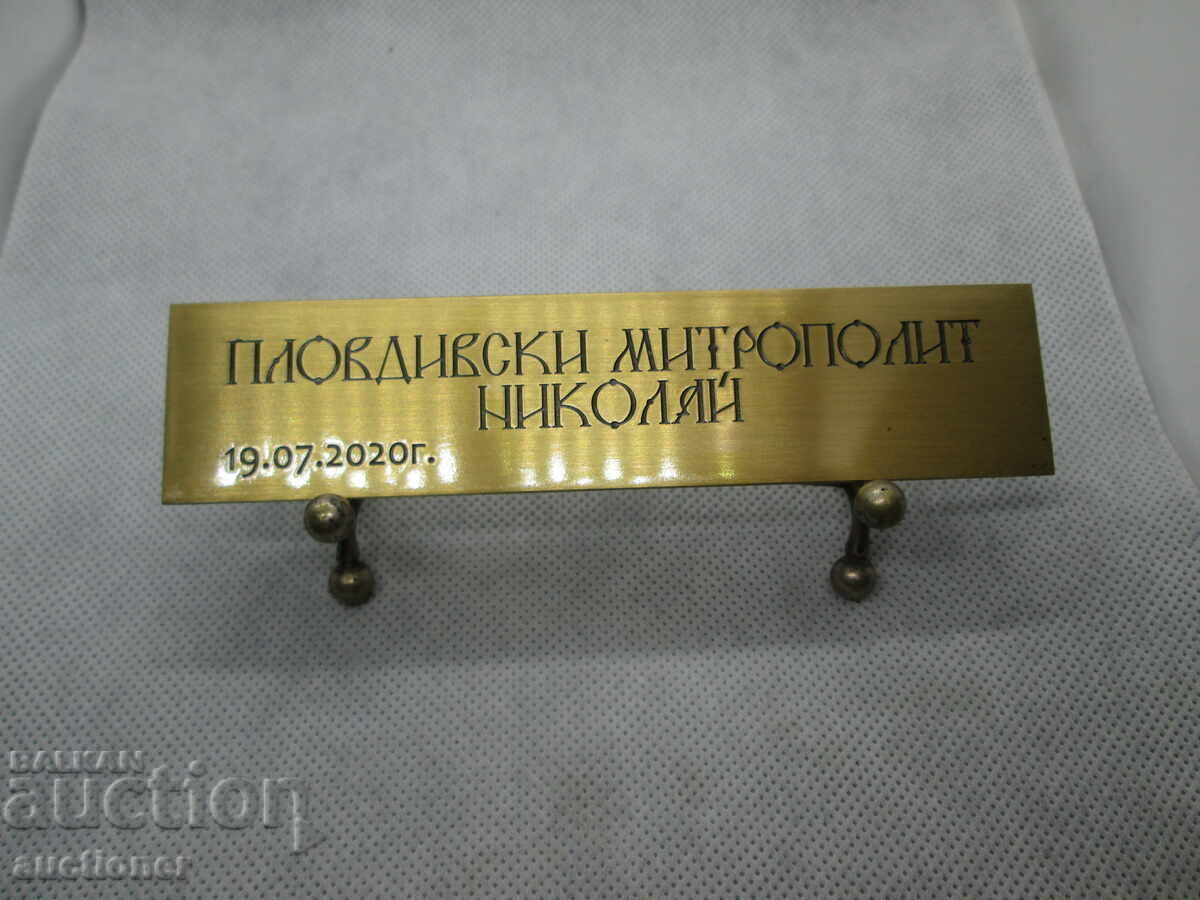 ПЛОВДИВСКИ МИТРОПОЛИТ
НИКОЛАЙ
19.07.2020г.
BALKAN
auction
auctioner